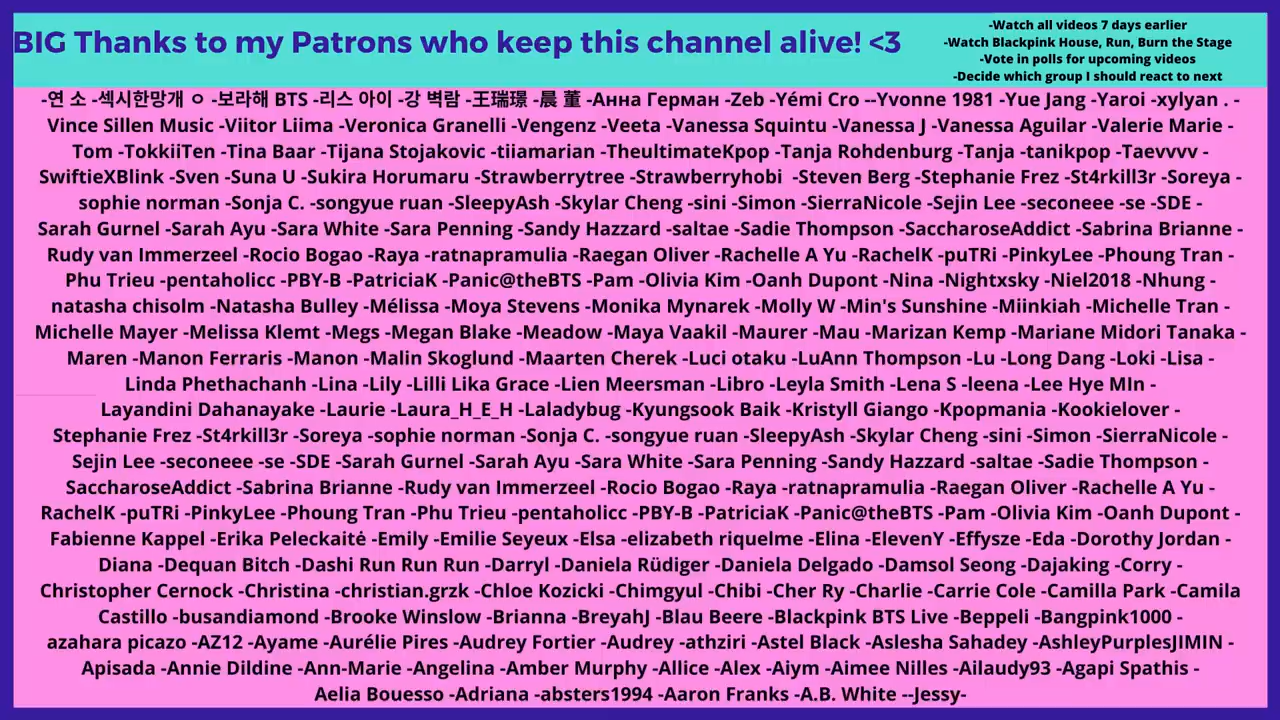 BIG Thanks to my Patrons who keep this channel alive! <3
-Watch all videos 7 days earlier
-Watch Blackpink House, Run, Burn the Stage
-Vote in polls for upcoming videos
-Decide which group I should react to next
-연 소 -섹시한망개 ㅇ -보라해 BTS -리스 아이 -강 벽람 -王瑞璟 -晨 董 -Анна Герман -Zeb -Yémi Cro --Yvonne 1981 -Yue Jang -Yaroi -xylyan . -
Vince Sillen Music -Viitor Liima -Veronica Granelli -Vengenz -Veeta -Vanessa Squintu -Vanessa J -Vanessa Aguilar -Valerie Marie -
Tom -TokkiiTen -Tina Baar -Tijana Stojakovic -tiiamarian -TheultimateKpop -Tanja Rohdenburg -Tanja -tanikpop -Taevvvv -
SwiftieXBlink -Sven -Suna U -Sukira Horumaru -Strawberrytree -Strawberryhobi -Steven Berg -Stephanie Frez -St4rkill3r -Soreya -
sophie norman -Sonja C. -songyue ruan -SleepyAsh -Skylar Cheng -sini -Simon -SierraNicole -Sejin Lee -seconeee -se -SDE -
Sarah Gurnel -Sarah Ayu -Sara White -Sara Penning -Sandy Hazzard -saltae -Sadie Thompson -SaccharoseAddict -Sabrina Brianne -
Rudy van Immerzeel -Rocio Bogao -Raya -ratnapramulia -Raegan Oliver -Rachelle A Yu -RachelK -puTRi -PinkyLee -Phoung Tran -
Phu Trieu -pentaholicc -PBY-B -PatriciaK -Panic@theBTS -Pam -Olivia Kim -Oanh Dupont -Nina -Nightxsky -Niel2018 -Nhung -
natasha chisolm -Natasha Bulley -Mélissa -Moya Stevens -Monika Mynarek -Molly W -Min's Sunshine -Miinkiah -Michelle Tran -
Michelle Mayer -Melissa Klemt -Megs -Megan Blake -Meadow -Maya Vaakil -Maurer -Mau -Marizan Kemp -Mariane Midori Tanaka -
Maren -Manon Ferraris -Manon -Malin Skoglund -Maarten Cherek -Luci otaku -LuAnn Thompson -Lu -Long Dang -Loki -Lisa -
Linda Phethachanh -Lina -Lily -Lilli Lika Grace -Lien Meersman -Libro -Leyla Smith -Lena S -leena -Lee Hye MIn -
Layandini Dahanayake -Laurie -Laura_H_E_H -Laladybug -Kyungsook Baik -Kristyll Giango -Kpopmania -Kookielover -
Stephanie Frez -St4rkill3r -Soreya -sophie norman -Sonja C. -songyue ruan -SleepyAsh -Skylar Cheng -sini -Simon -SierraNicole -
Sejin Lee -seconeee -se -SDE -Sarah Gurnel -Sarah Ayu -Sara White -Sara Penning -Sandy Hazzard -saltae -Sadie Thompson -
SaccharoseAddict -Sabrina Brianne -Rudy van Immerzeel -Rocio Bogao -Raya -ratnapramulia -Raegan Oliver -Rachelle A Yu -
RachelK -puTRi -PinkyLee -Phoung Tran -Phu Trieu -pentaholicc -PBY-B -PatriciaK -Panic@theBTS -Pam -Olivia Kim -Oanh Dupont -
Fabienne Kappel -Erika Peleckaitė -Emily -Emilie Seyeux -Elsa -elizabeth riquelme -Elina -ElevenY -Effysze -Eda -Dorothy Jordan -
Diana -Dequan Bitch -Dashi Run Run Run -Darryl -Daniela Rüdiger -Daniela Delgado -Damsol Seong -Dajaking -Corry -
Christopher Cernock -Christina -christian.grzk -Chloe Kozicki -Chimgyul -Chibi -Cher Ry -Charlie -Carrie Cole -Camilla Park -Camila
Castillo -busandiamond -Brooke Winslow -Brianna -BreyahJ -Blau Beere -Blackpink BTS Live -Beppeli -Bangpink1000 -
azahara picazo -AZ12 -Ayame -Aurélie Pires -Audrey Fortier -Audrey -athziri -Astel Black -Aslesha Sahadey -AshleyPurplesJIMIN -
Apisada -Annie Dildine -Ann-Marie -Angelina -Amber Murphy -Allice -Alex -Aiym -Aimee Nilles -Ailaudy93 -Agapi Spathis -
Aelia Bouesso -Adriana -absters1994 -Aaron Franks -A.B. White --Jessy-